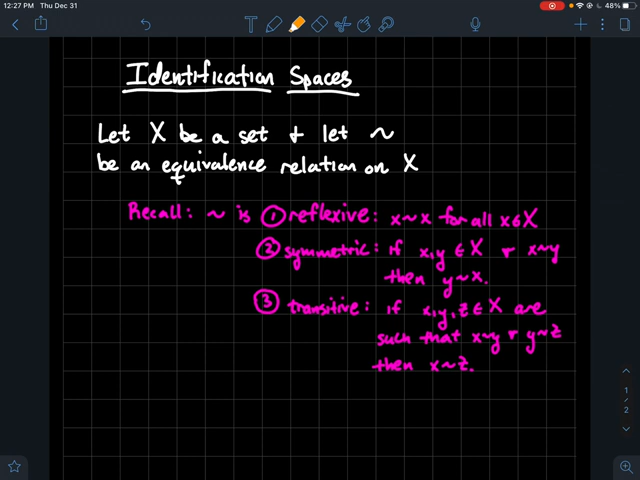 12:27 PM Thu Dec 31
48%
Identification Spaces
Let X be a set + let ~
be an equivalence relation on X
Recall: ~ is ① reflexive: x~x for all x∈X
② symmetric: if x,y ∈ X + x~y
then y~x.
③ transitive: if x,y,z ∈ X are
such that x~y + y~z
then x~z.
1
/
2